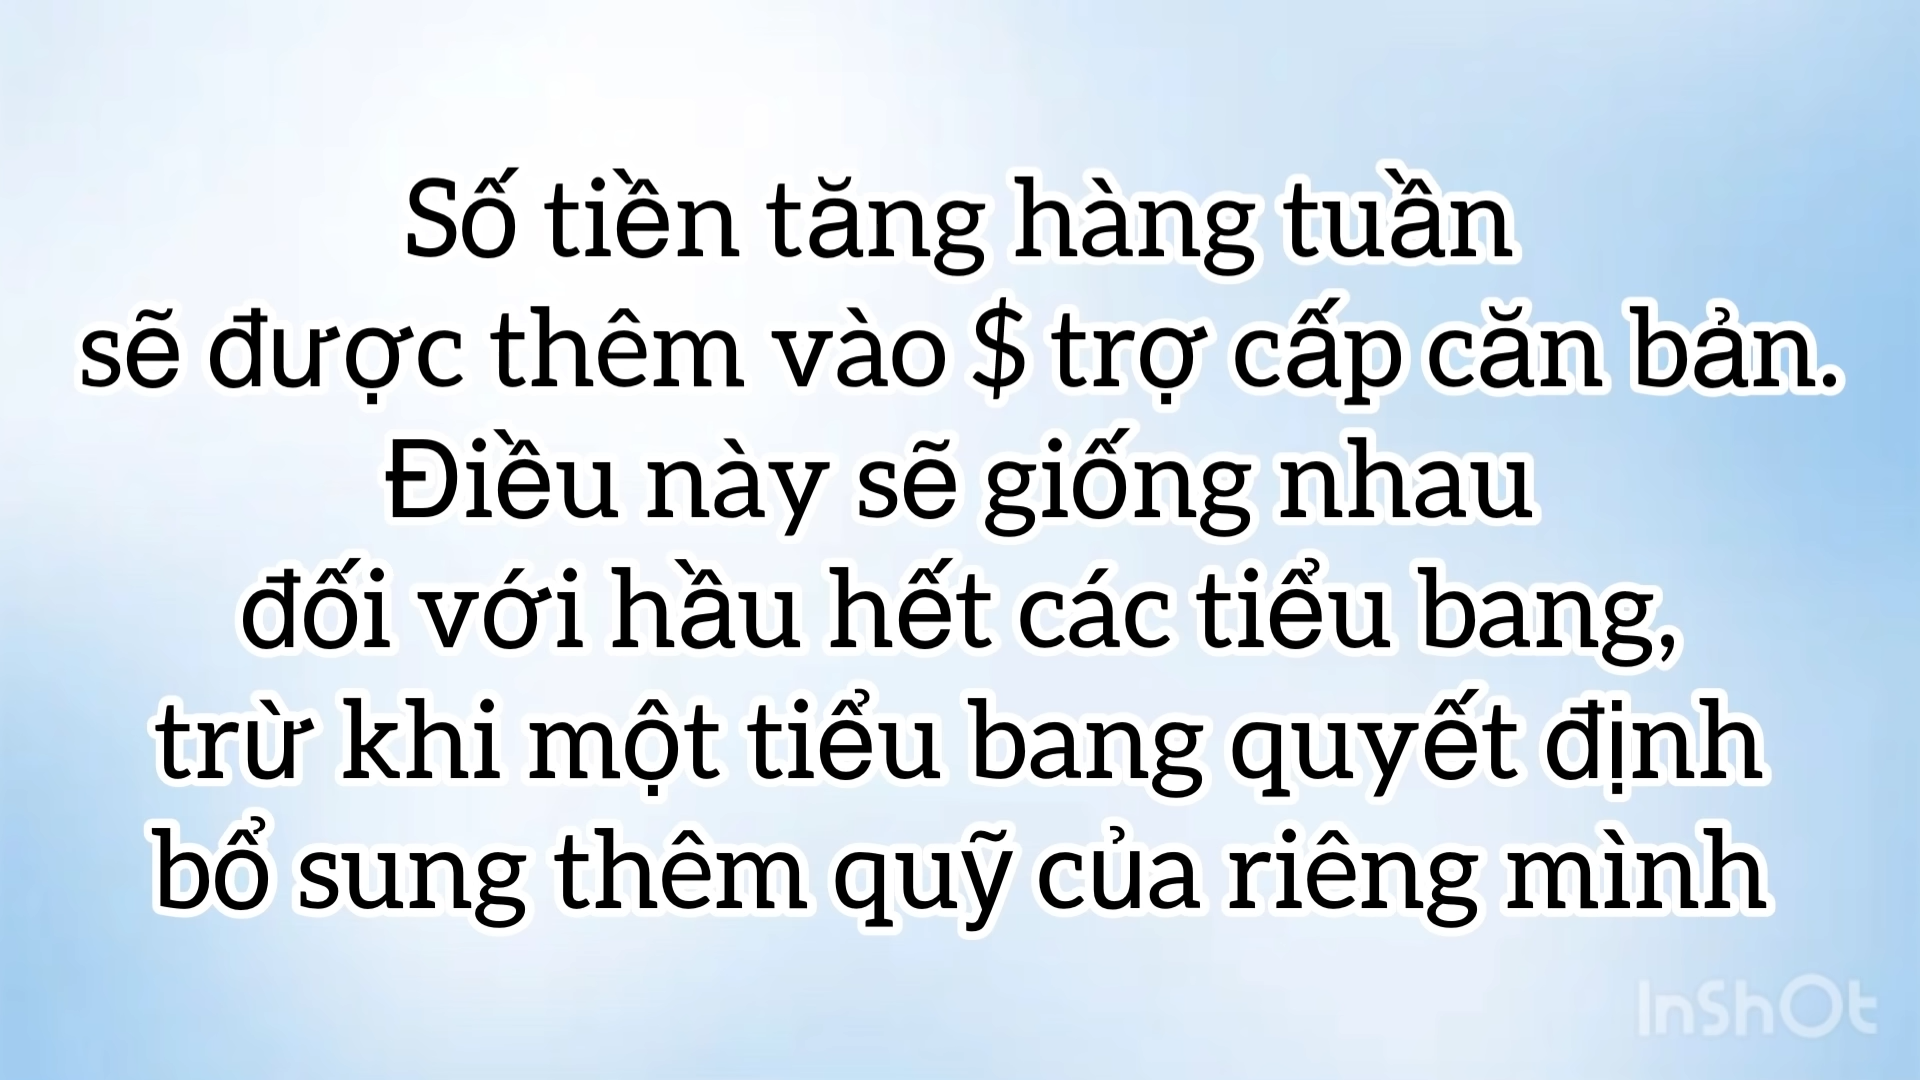 Số tiền tăng hàng tuần
sẽ được thêm vào $ trợ cấp căn bản.
Điều này sẽ giống nhau
đối với hầu hết các tiểu bang,
trừ khi một tiểu bang quyết định
bổ sung thêm quỹ của riêng mình
InShOt